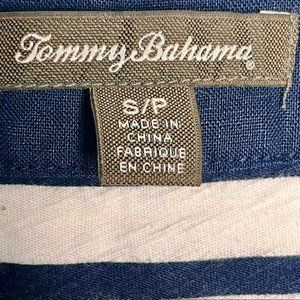 Tommy Bahama®
S/P
MADE IN
CHINA
FABRIQUE
EN CHINE